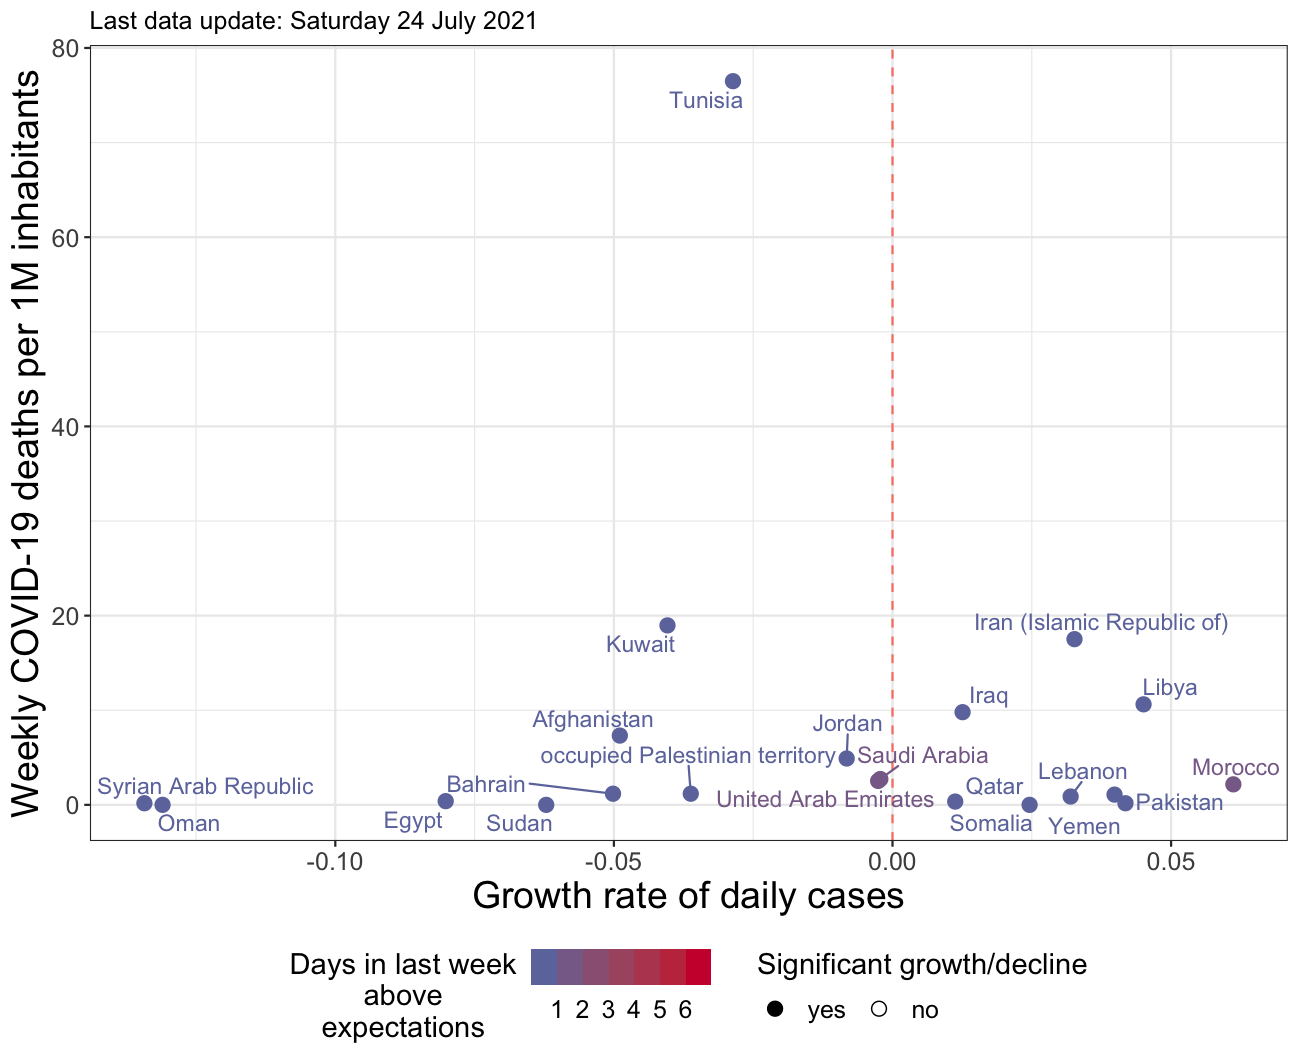 Last data update: Saturday 24 July 2021
Weekly COVID-19 deaths per 1M inhabitants
80
60
40
20
0
Tunisia
Kuwait
Iran (Islamic Republic of)
Libya
Iraq
Afghanistan
Jordan
occupied Palestinian territory
Saudi Arabia
Morocco
Lebanon
Syrian Arab Republic
Bahrain
Qatar
United Arab Emirates
Pakistan
Oman
Egypt
Sudan
Somalia
Yemen
-0.10
-0.05
0.00
0.05
Growth rate of daily cases
Days in last week
above
expectations
1 2 3 4 5 6
Significant growth/decline
yes
no